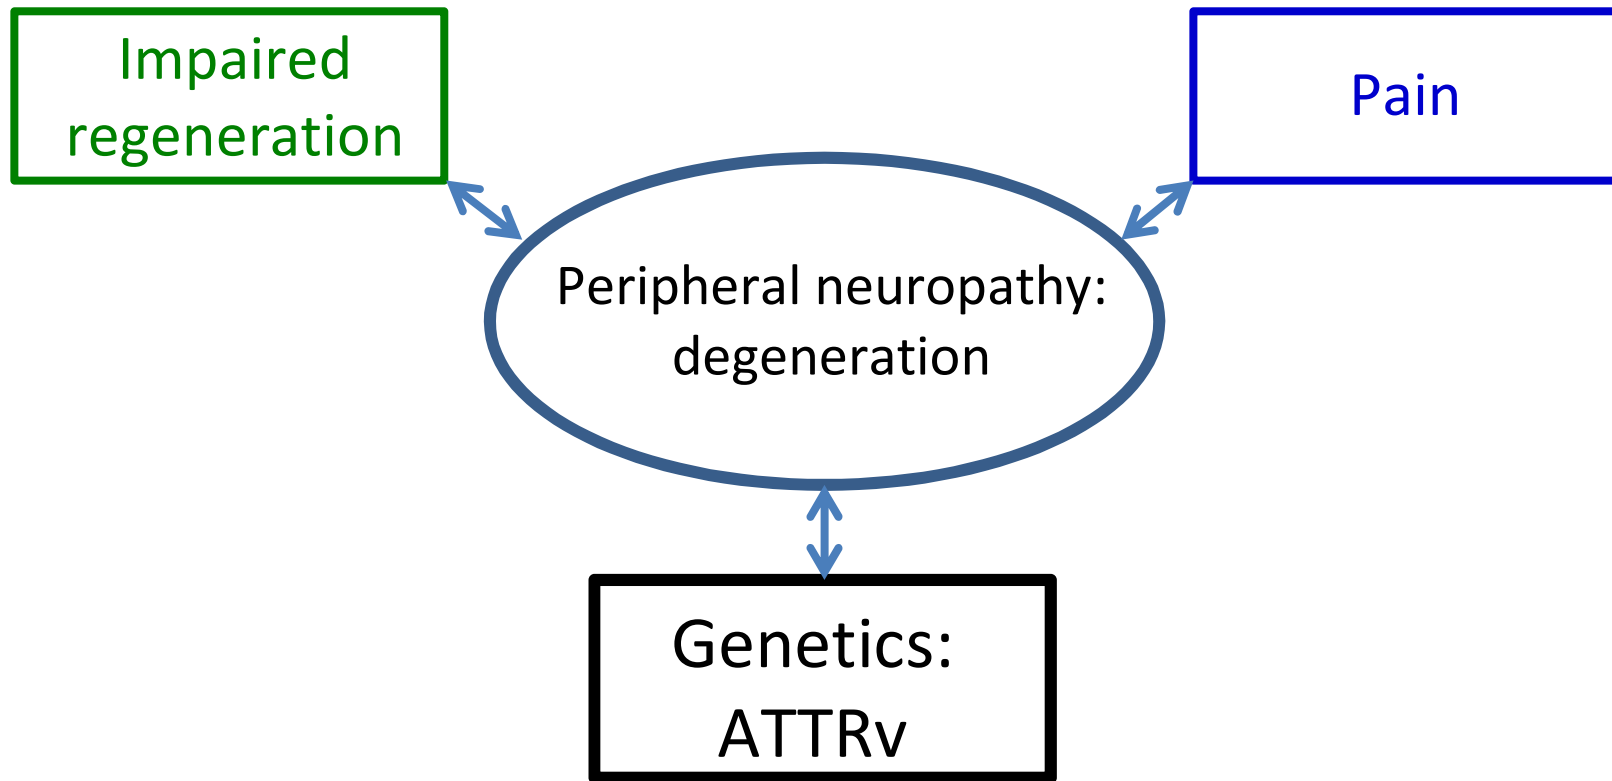 Impaired
regeneration
Pain
Peripheral neuropathy:
degeneration
Genetics:
ATTRv